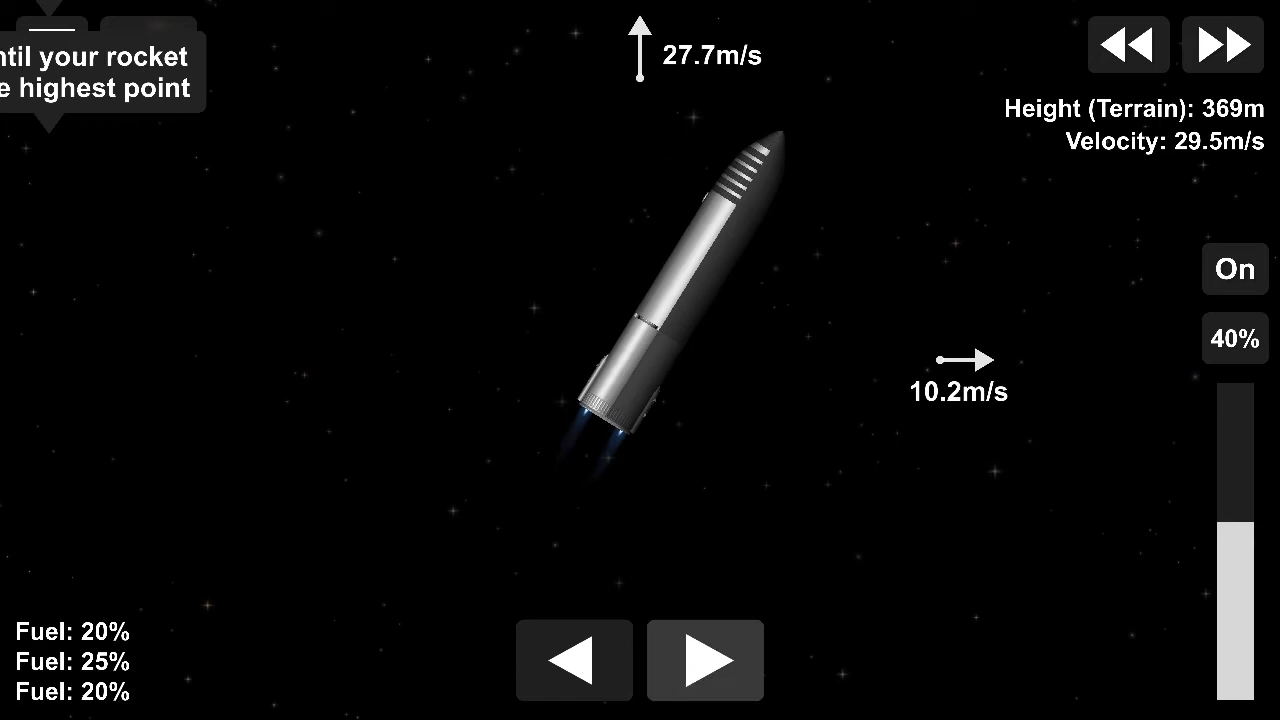 ntil your rocket
e highest point
27.7m/s
Height (Terrain): 369m
Velocity: 29.5m/s
On
40%
10.2m/s
Fuel: 20%
Fuel: 25%
Fuel: 20%